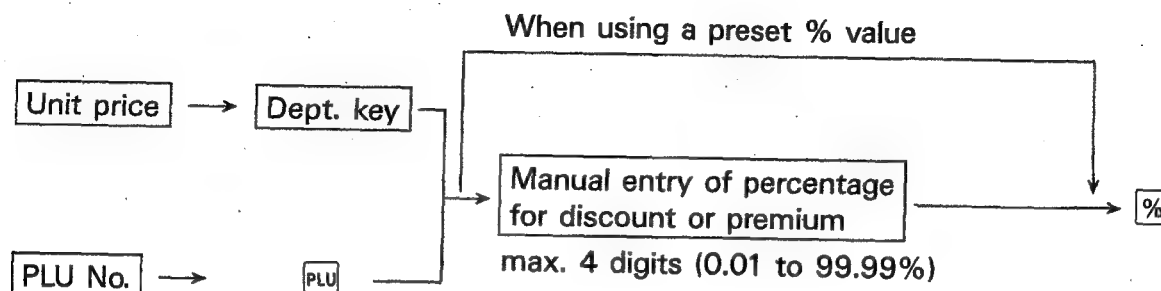 When using a preset % value
Unit price
Dept. key
Manual entry of percentage
for discount or premium
%
PLU No.
PLU
max. 4 digits (0.01 to 99.99%)